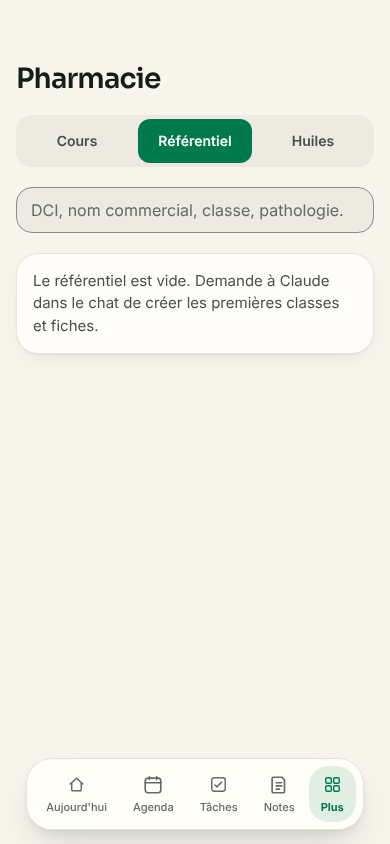 Pharmacie
Cours
Référentiel
Huiles
DCI, nom commercial, classe, pathologie.
Le référentiel est vide. Demande à Claude
dans le chat de créer les premières classes
et fiches.
Aujourd'hui
Agenda
Tâches
Notes
Plus